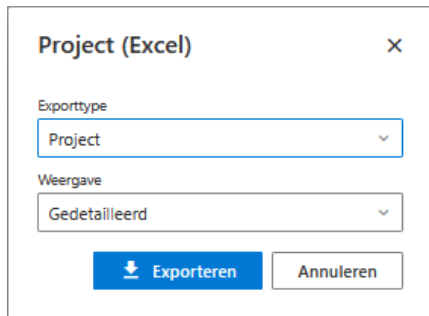 Project (Excel)
Exporttype
Project
Weergave
Gedetailleerd
Exporteren
Annuleren